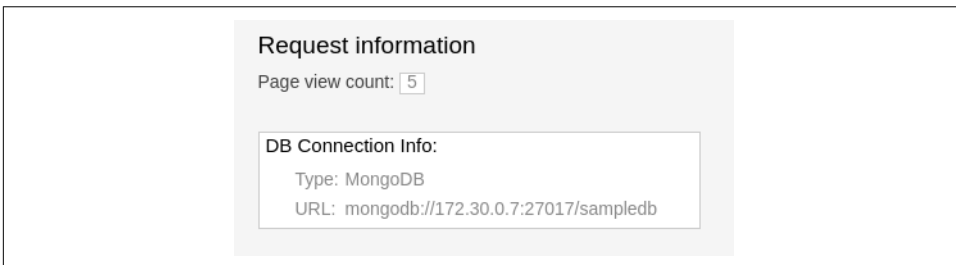 Request information
Page view count: 5
DB Connection Info:
Type: MongoDB
URL: mongodb://172.30.0.7:27017/sampledb